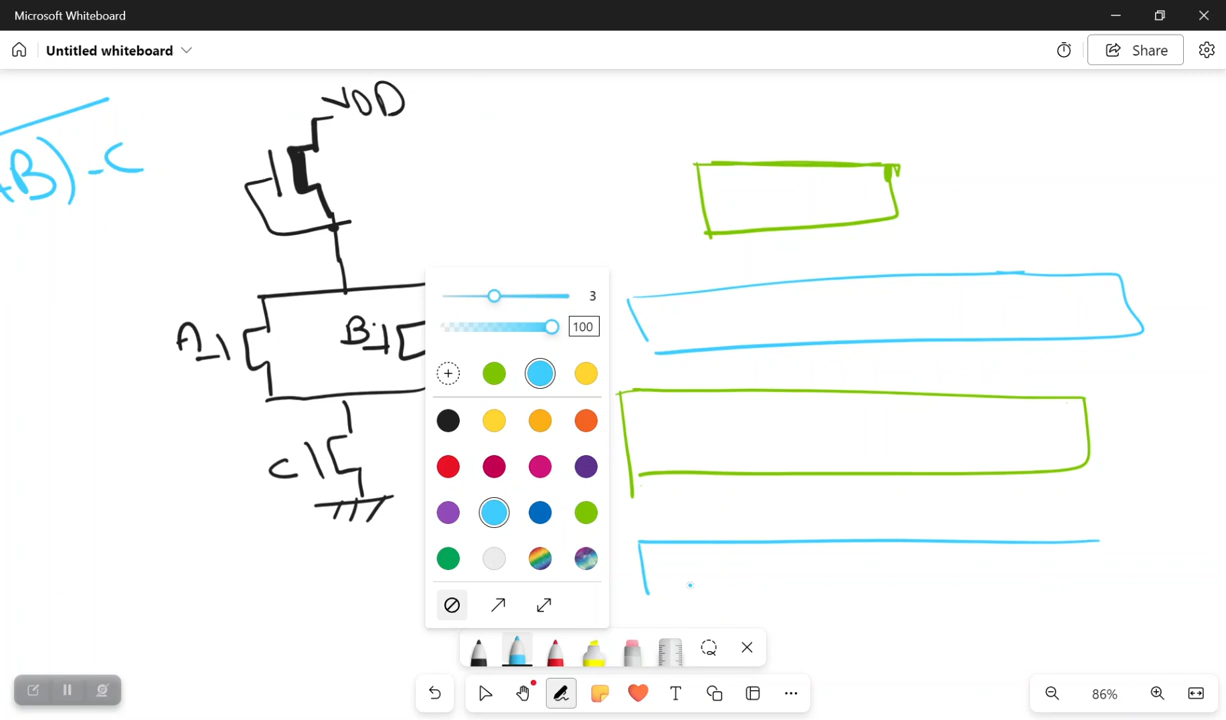 Microsoft Whiteboard
Untitled whiteboard
Share
VDD
+B)-C
3
100
A
B
C
86%